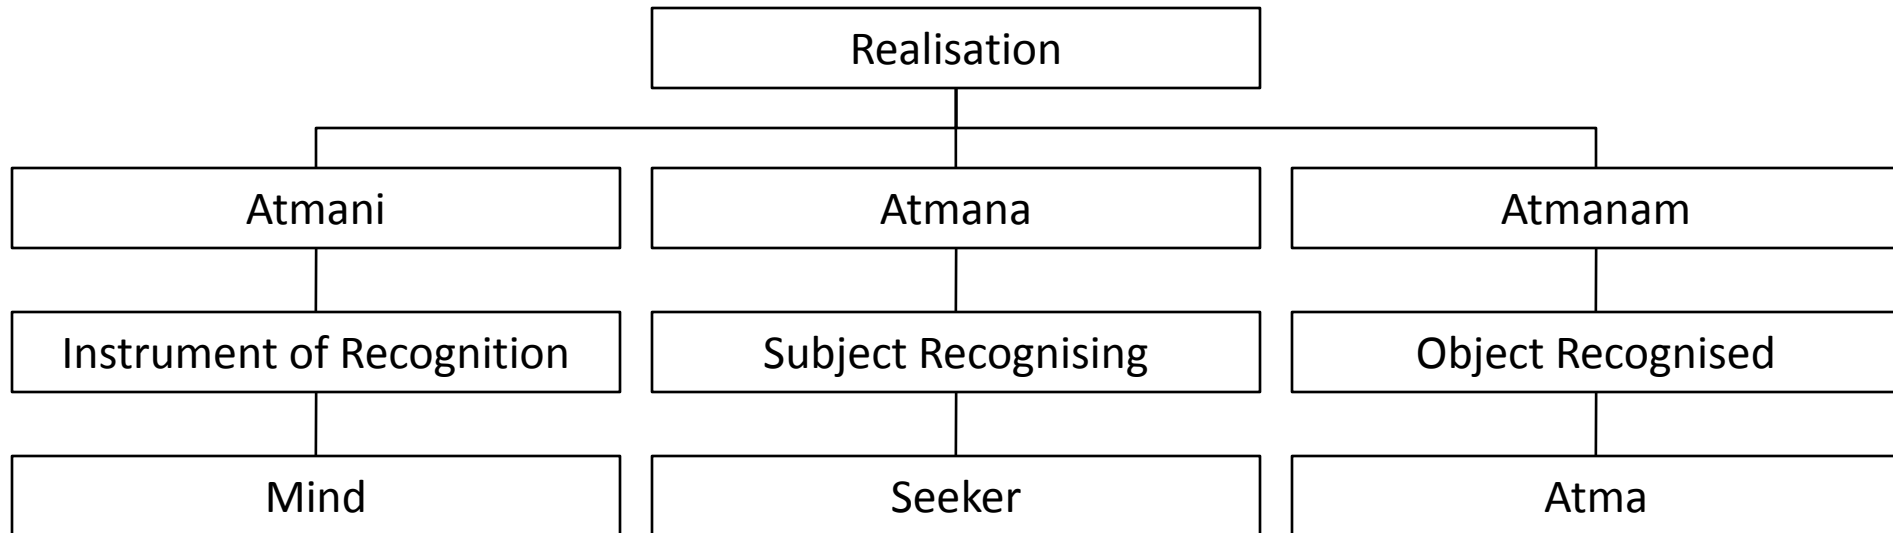 Realisation
Atmani
Atmana
Atmanam
Instrument of Recognition
Subject Recognising
Object Recognised
Mind
Seeker
Atma